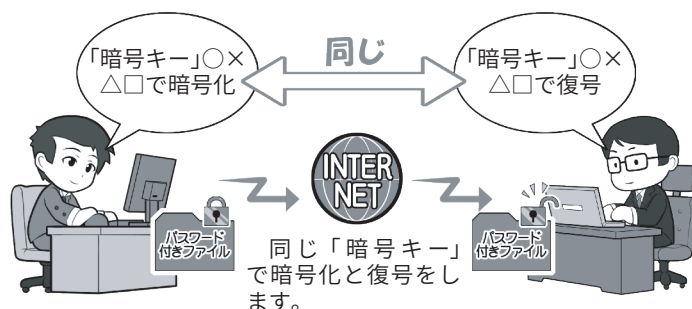 「暗号キー」○×
△□で暗号化
同じ
「暗号キー」○×
△□で復号
INTER
NET
パスワード
付きファイル
パスワード
付きファイル
同じ「暗号キー」
で暗号化と復号をし
ます。